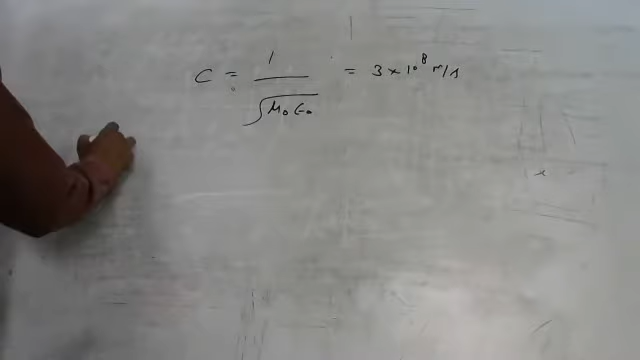 C = 1 / √μ₀ε₀ = 3 × 10⁸ m/s